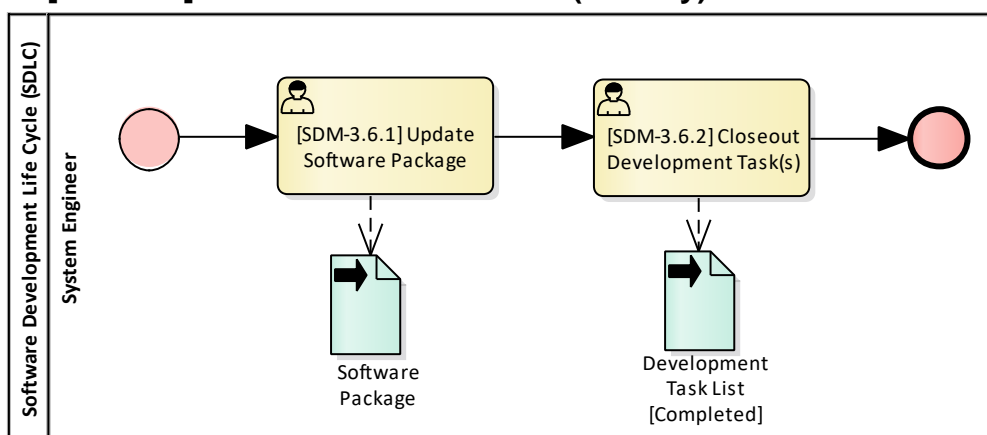 Software Development Life Cycle (SDLC)
System Engineer
[SDM-3.6.1] Update
Software Package
[SDM-3.6.2] Closeout
Development Task(s)
Software
Package
Development
Task List
[Completed]